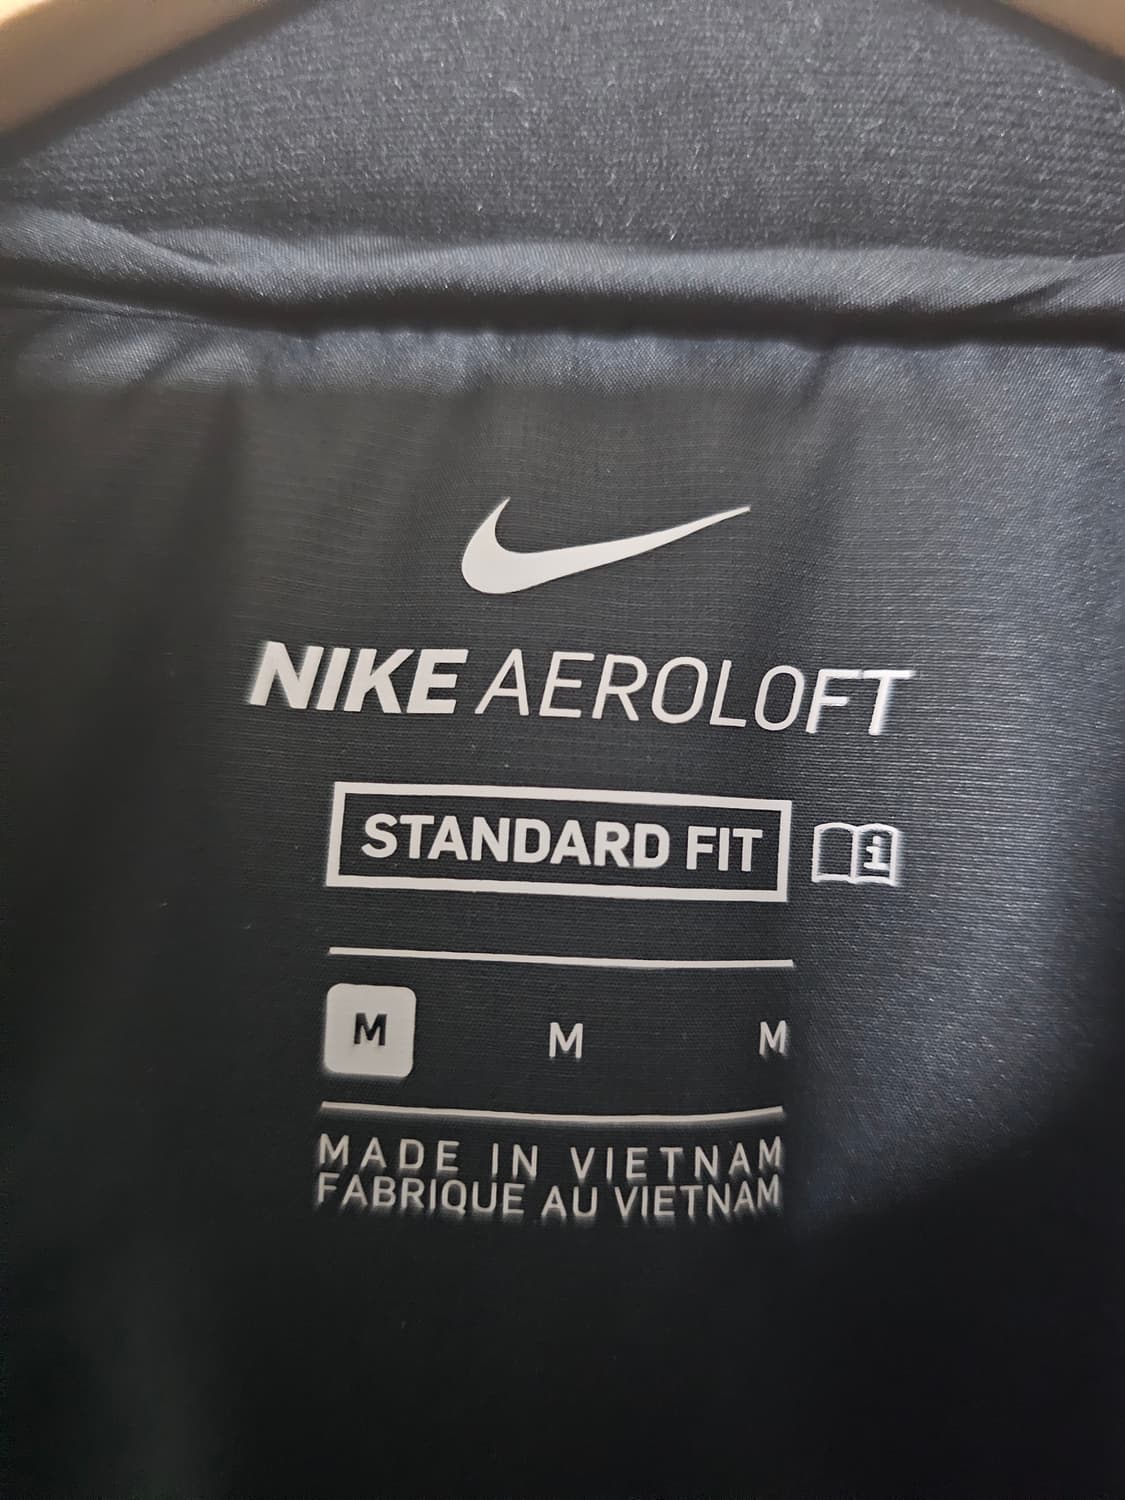 NIKE AEROLOFT
STANDARD FIT i
M M M
MADE IN VIETNAM
FABRIQUE AU VIETNAM